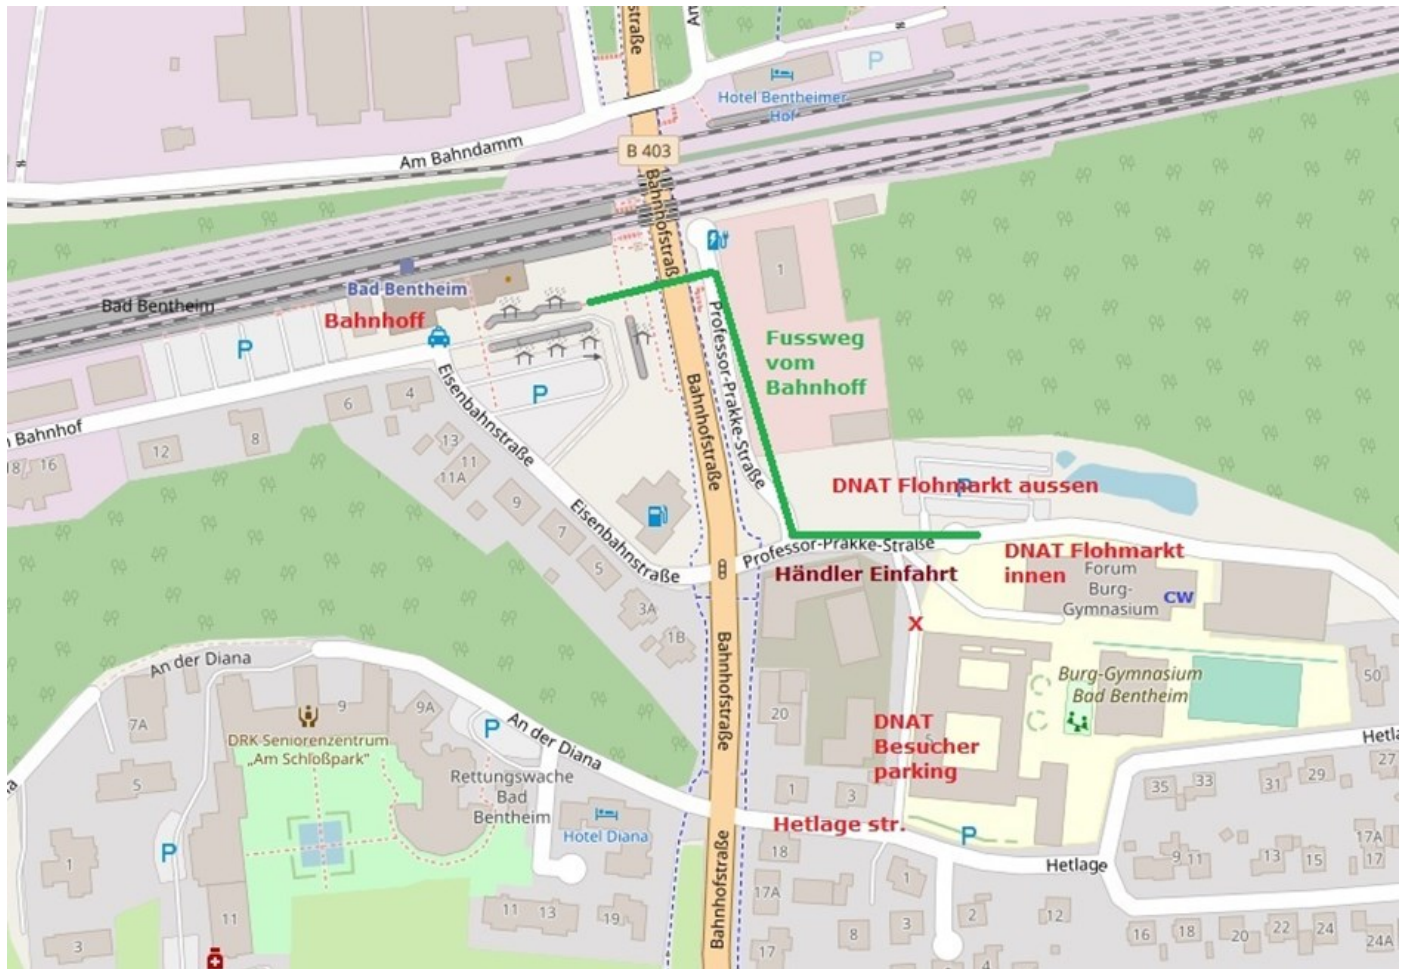 straße
An
P
Hotel Bentheimer
Hof
Am Bahndamm
B 403
Bahnhofstraße
Bad Bentheim
Bad Bentheim
Bahnhoff
1
P
P
Professor-Prakke-Straße
Fussweg
vom
Bahnhoff
Eisenbahnstraße
Bahnhofstraße
6
4
n Bahnhof
12
8
13
11
11A
18
16
9
7
5
Eisenbahnstraße
DNAT Flohmarkt aussen
P
Professor-Prakke-Straße
DNAT Flohmarkt
innen
Händler Einfahrt
Forum
Burg-
Gymnasium
CW
3A
1B
X
Bahnhofstraße
An der Diana
Burg-Gymnasium
Bad Bentheim
50
7A
9
9A
DRK Seniorenzentrum
„Am Schloßpark“
P
An der Diana
20
DNAT
Besucher
parking
5
Hetla
Rettungswache
Bad
Bentheim
5
1
3
35
33
31
29
27
Hetlage str.
Hotel Diana
P
P
Bahnhofstraße
18
Hetlage
17A
1
17A
1
9
11
13
15
17
11
11
13
19
3
2
12
3
8
17
4
16
18
20
22
24
24A